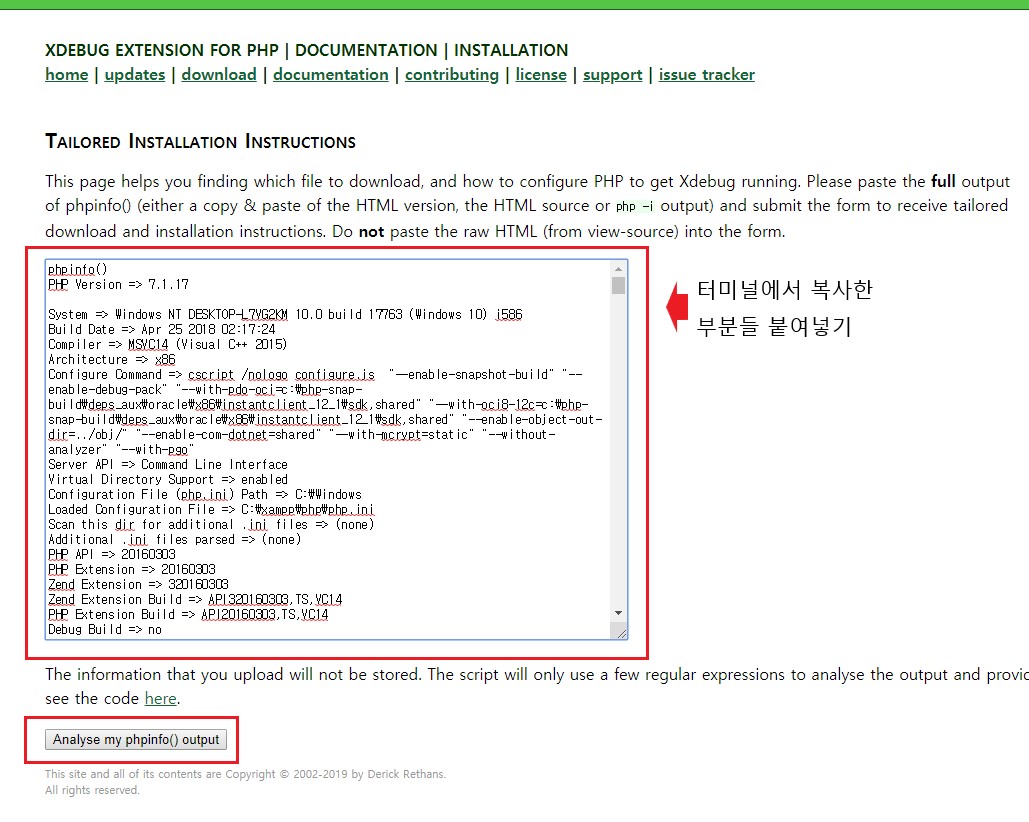 XDEBUG EXTENSION FOR PHP | DOCUMENTATION | INSTALLATION
home | updates | download | documentation | contributing | license | support | issue tracker
Tailored Installation Instructions
This page helps you finding which file to download, and how to configure PHP to get Xdebug running. Please paste the full output
of phpinfo() (either a copy & paste of the HTML version, the HTML source or php -i output) and submit the form to receive tailored
download and installation instructions. Do not paste the raw HTML (from view-source) into the form.
phpinfo()
PHP Version => 7.1.17
System => Windows NT DESKTOP-L7VG2KM 10.0 build 17763 (Windows 10) i586
Build Date => Apr 25 2018 02:17:24
Compiler => MSVC14 (Visual C++ 2015)
Architecture => x86
Configure Command => cscript /nologo configure.js  "--enable-snapshot-build" "--
enable-debug-pack" "--with-pdo-oci=c:₩php-snap-
build₩deps_aux₩oracle₩x86₩instantclient_12_1₩sdk,shared" "--with-oci8-12c=c:₩php-
snap-build₩deps_aux₩oracle₩x86₩instantclient_12_1₩sdk,shared" "--enable-object-out-
dir=../obj/" "--enable-com-dotnet=shared" "--with-mcrypt=static" "--without-
analyzer" "--with-pgo"
Server API => Command Line Interface
Virtual Directory Support => enabled
Configuration File (php.ini) Path => C:₩Windows
Loaded Configuration File => C:₩xampp₩php₩php.ini
Scan this dir for additional .ini files => (none)
Additional .ini files parsed => (none)
PHP API => 20160303
PHP Extension => 20160303
Zend Extension => 320160303
Zend Extension Build => API320160303,TS,VC14
PHP Extension Build => API20160303,TS,VC14
Debug Build => no
터미널에서 복사한
부분들 붙여넣기
The information that you upload will not be stored. The script will only use a few regular expressions to analyse the output and provid
see the code here.
Analyse my phpinfo() output
This site and all of its contents are Copyright © 2002-2019 by Derick Rethans.
All rights reserved.